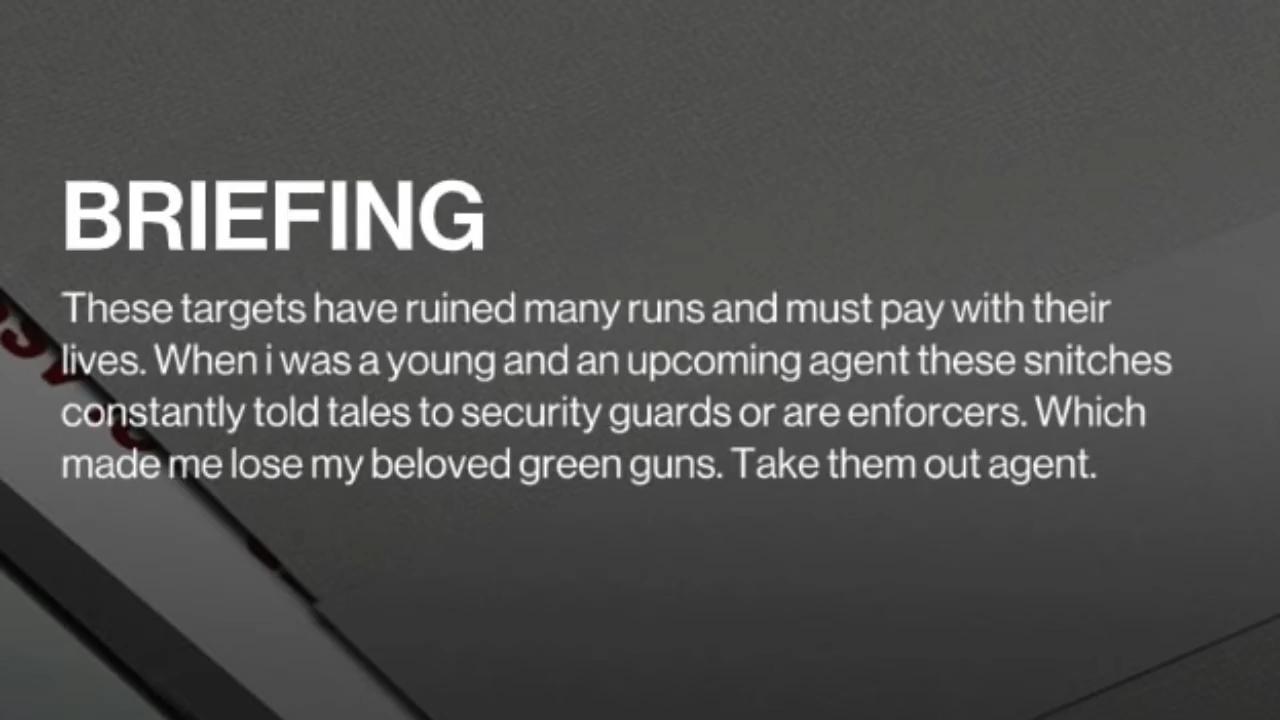 BRIEFING
These targets have ruined many runs and must pay with their
lives. When i was a young and an upcoming agent these snitches
constantly told tales to security guards or are enforcers. Which
made me lose my beloved green guns. Take them out agent.